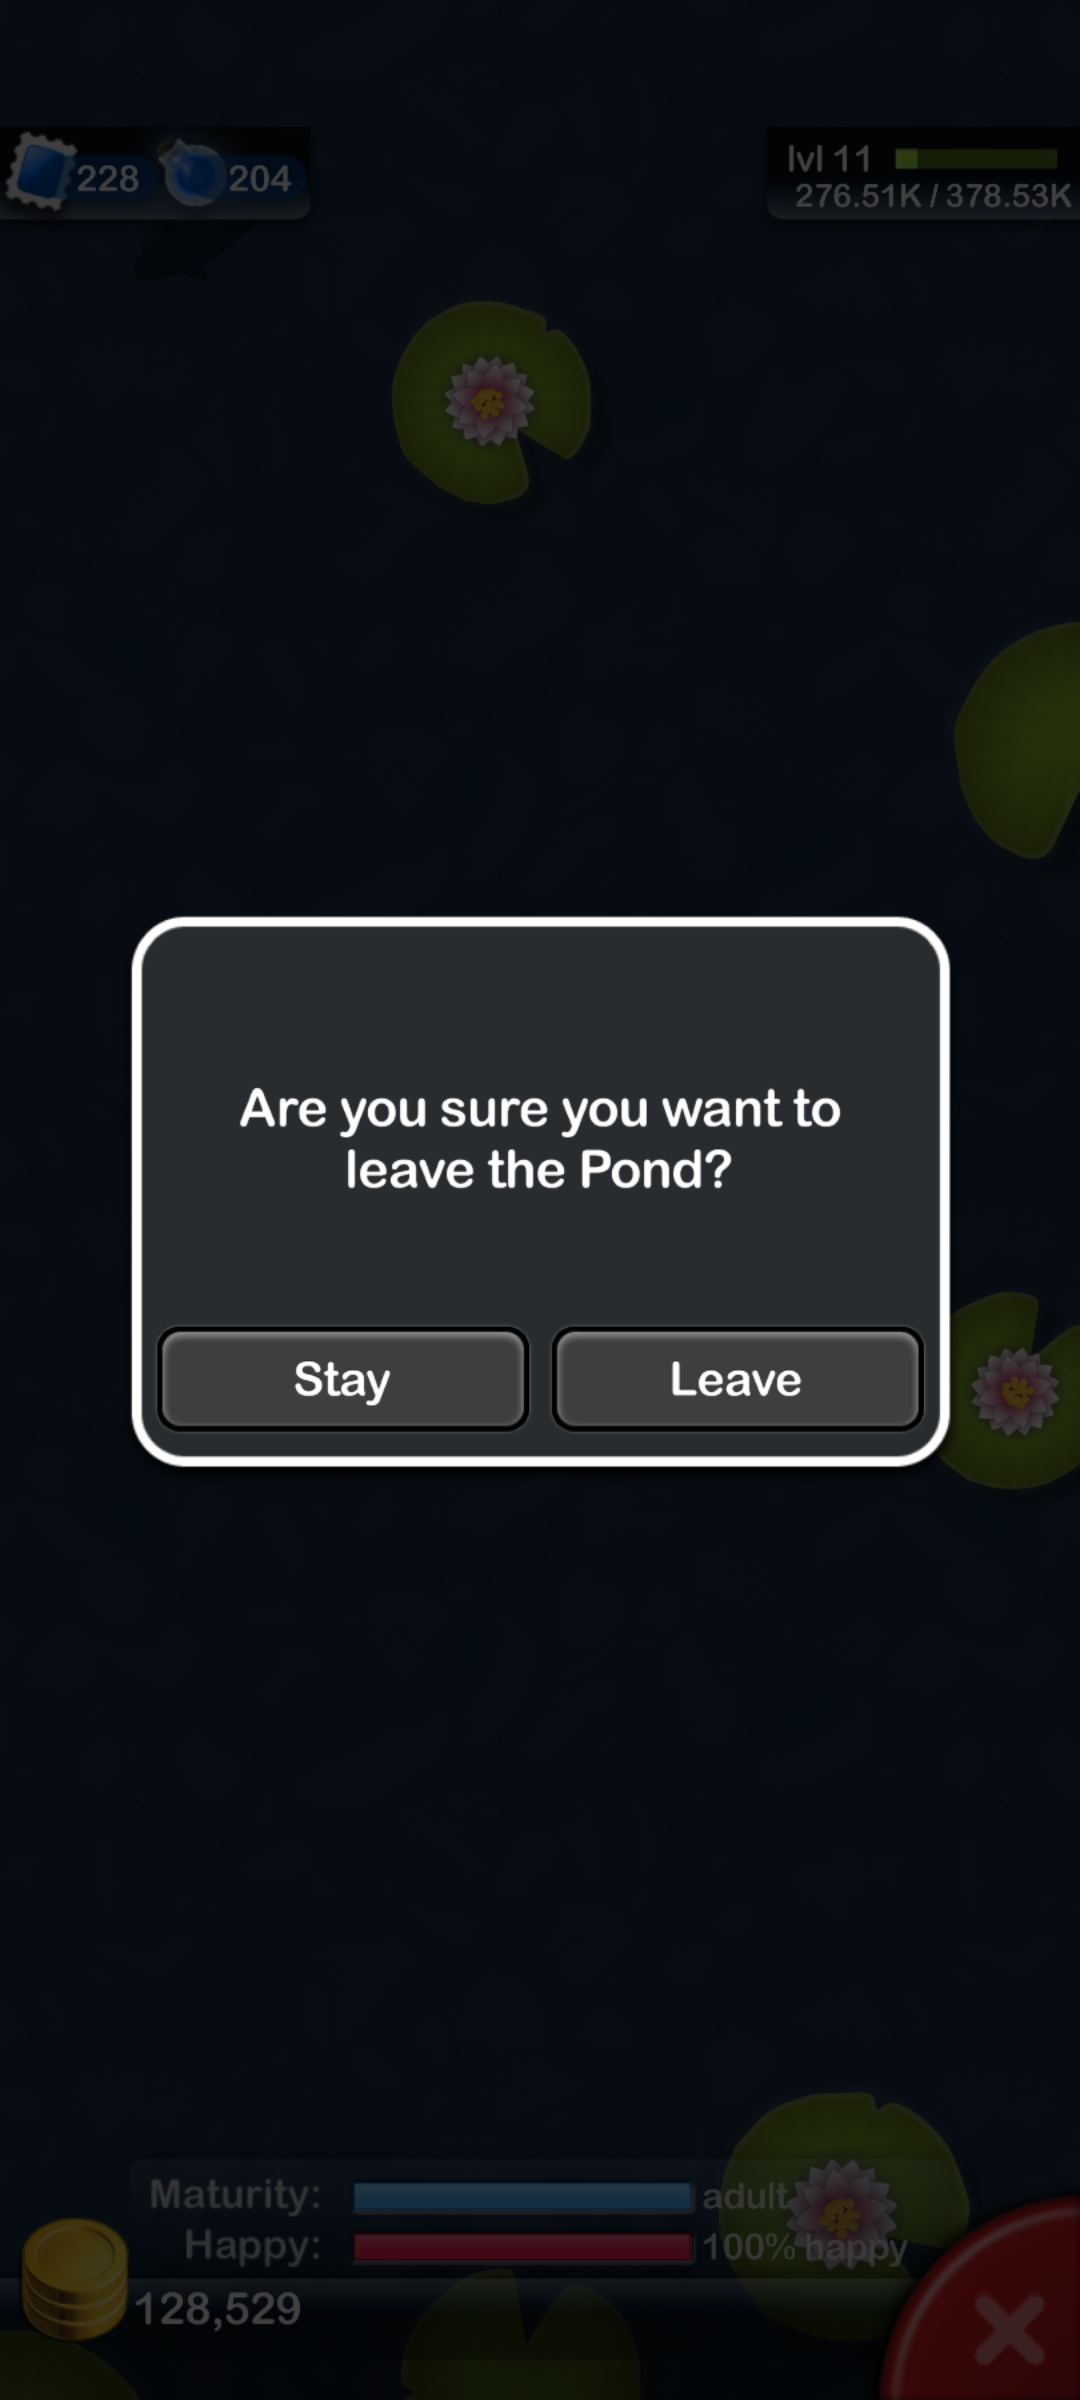 228
204
lvl 11
276.51K / 378.53K
Are you sure you want to
leave the Pond?
Stay
Leave
Maturity:
adult
Happy:
100% happy
128,529